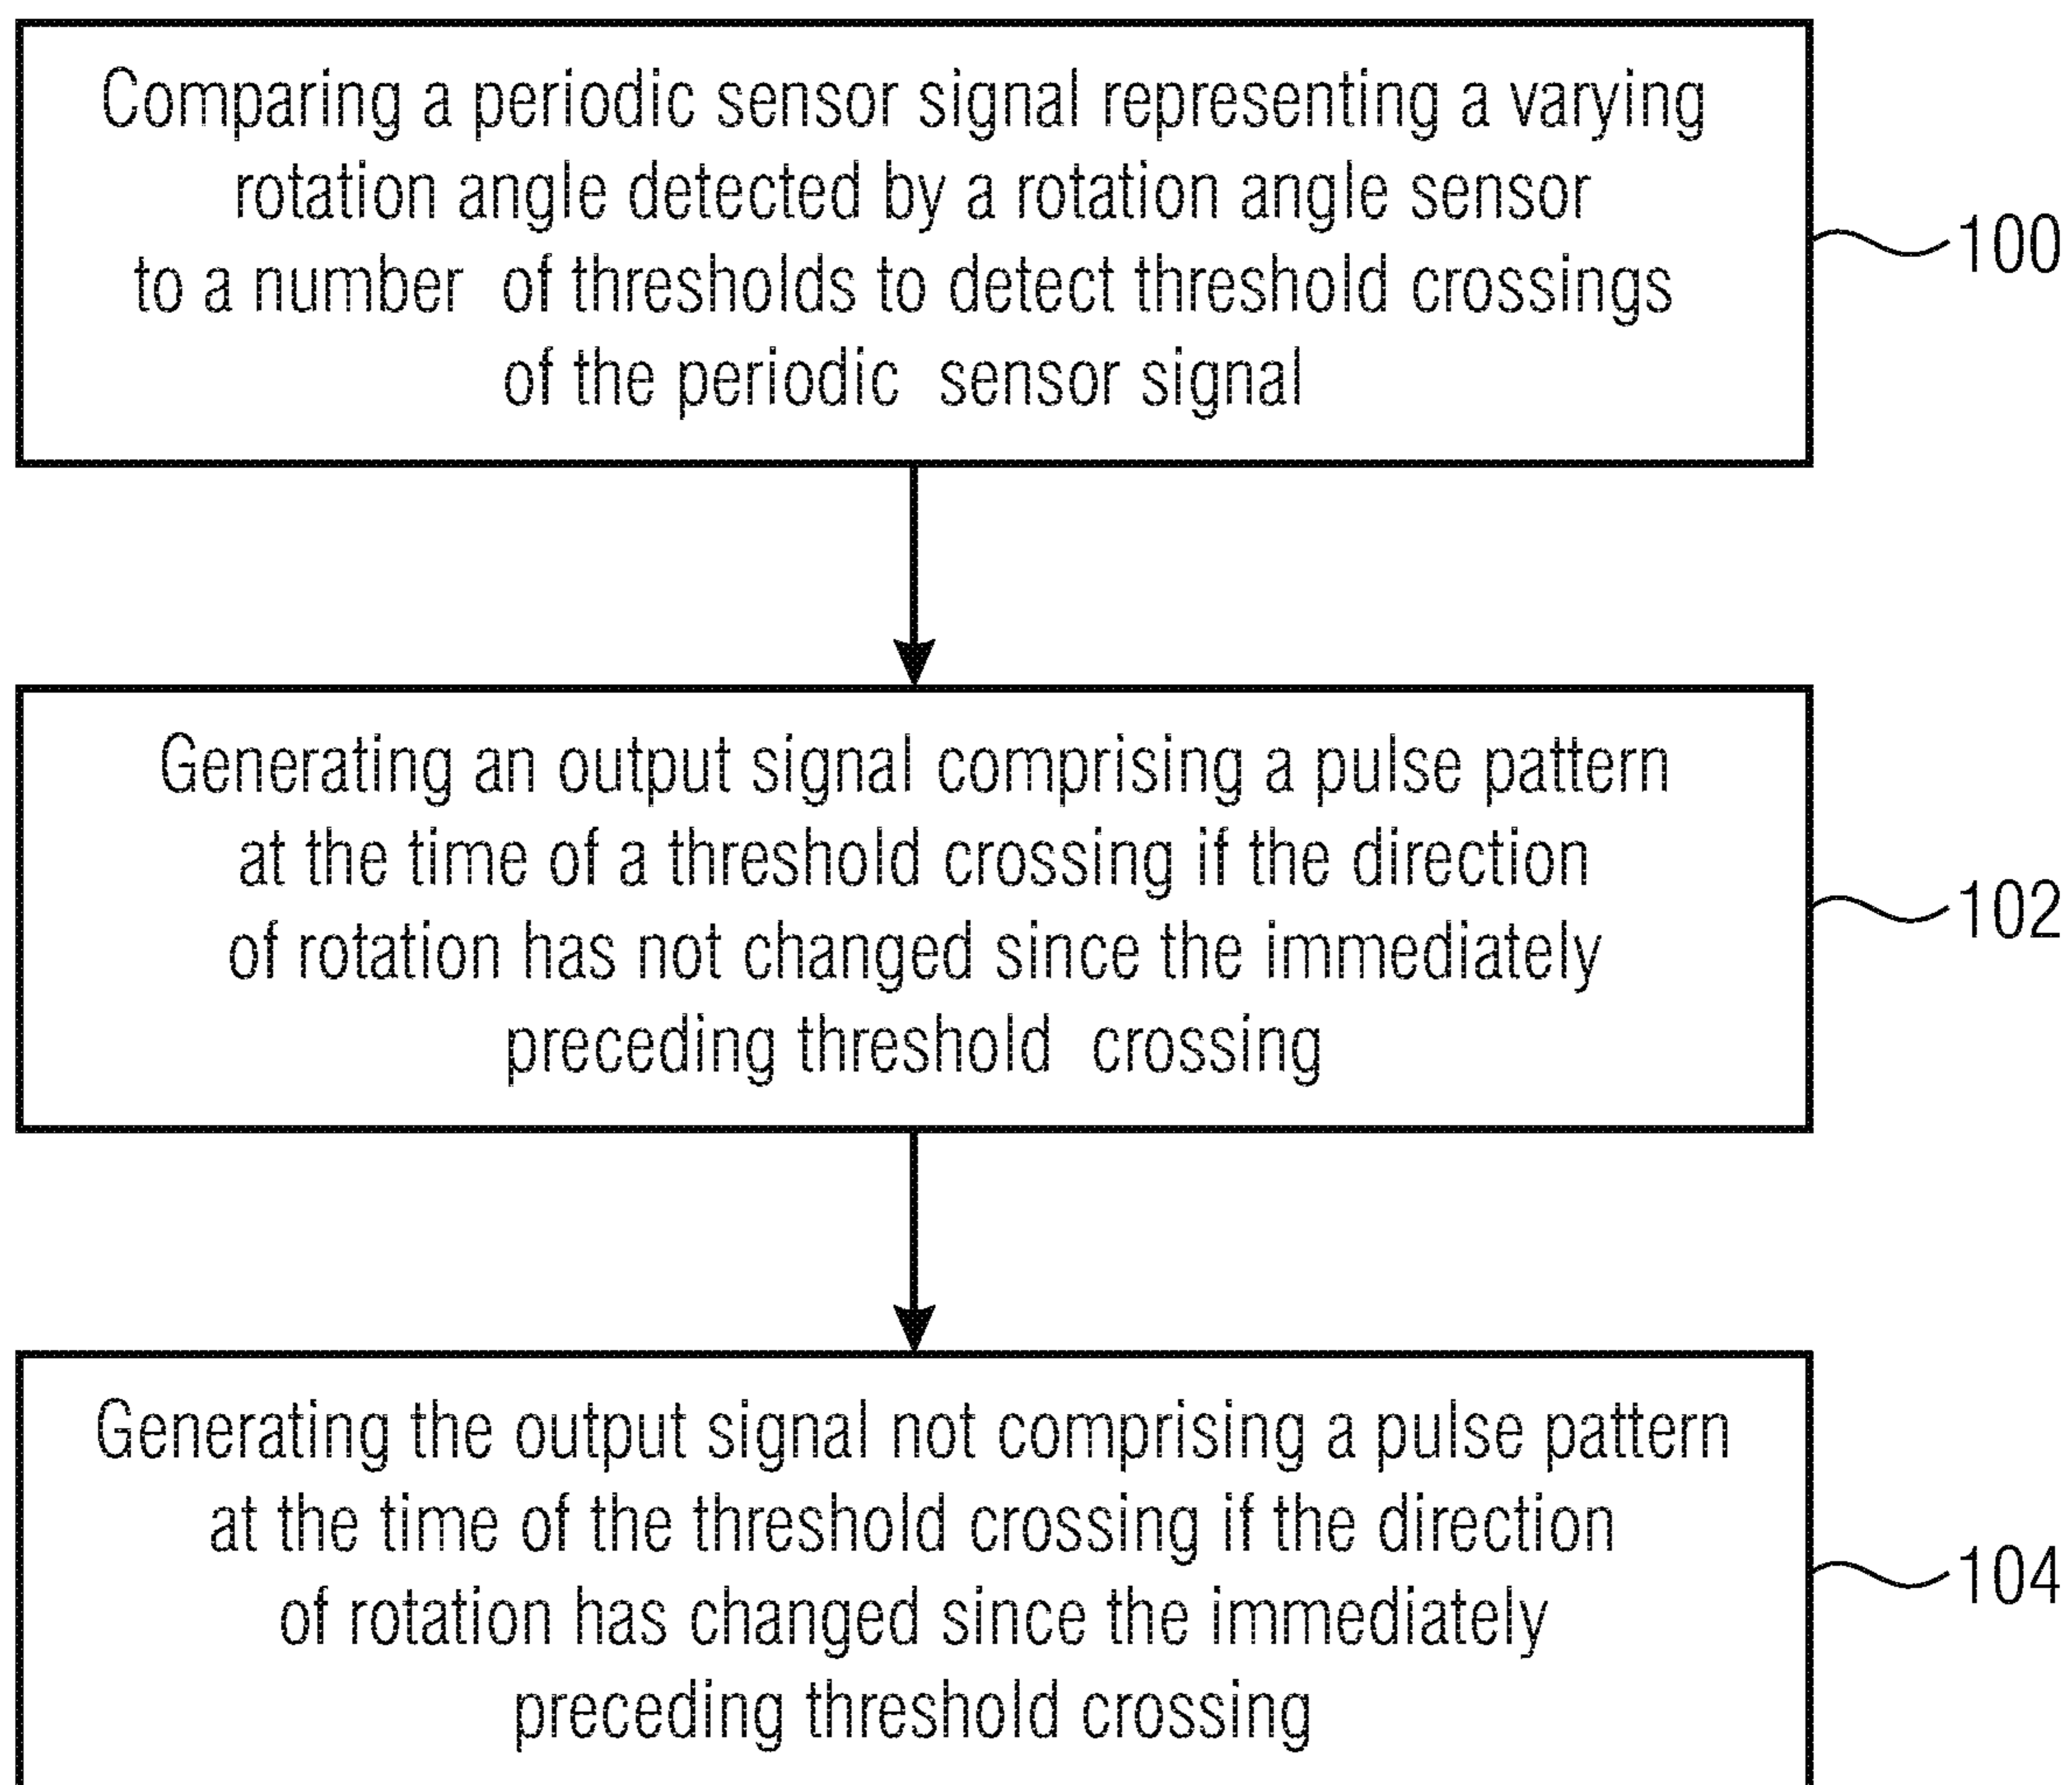 Comparing a periodic sensor signal representing a varying
rotation angle detected by a rotation angle sensor
to a number of thresholds to detect threshold crossings
of the periodic sensor signal
100
Generating an output signal comprising a pulse pattern
at the time of a threshold crossing if the direction
of rotation has not changed since the immediately
preceding threshold crossing
102
Generating the output signal not comprising a pulse pattern
at the time of the threshold crossing if the direction
of rotation has changed since the immediately
preceding threshold crossing
104